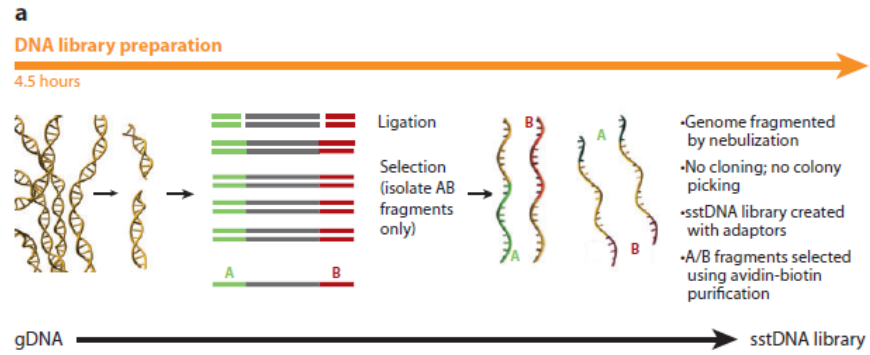 a
DNA library preparation
4.5 hours
Ligation
Selection
(isolate AB
fragments
only)
A
B
B
A
A
B
•Genome fragmented
by nebulization
•No cloning; no colony
picking
•sstDNA library created
with adaptors
•A/B fragments selected
using avidin-biotin
purification
gDNA
sstDNA library